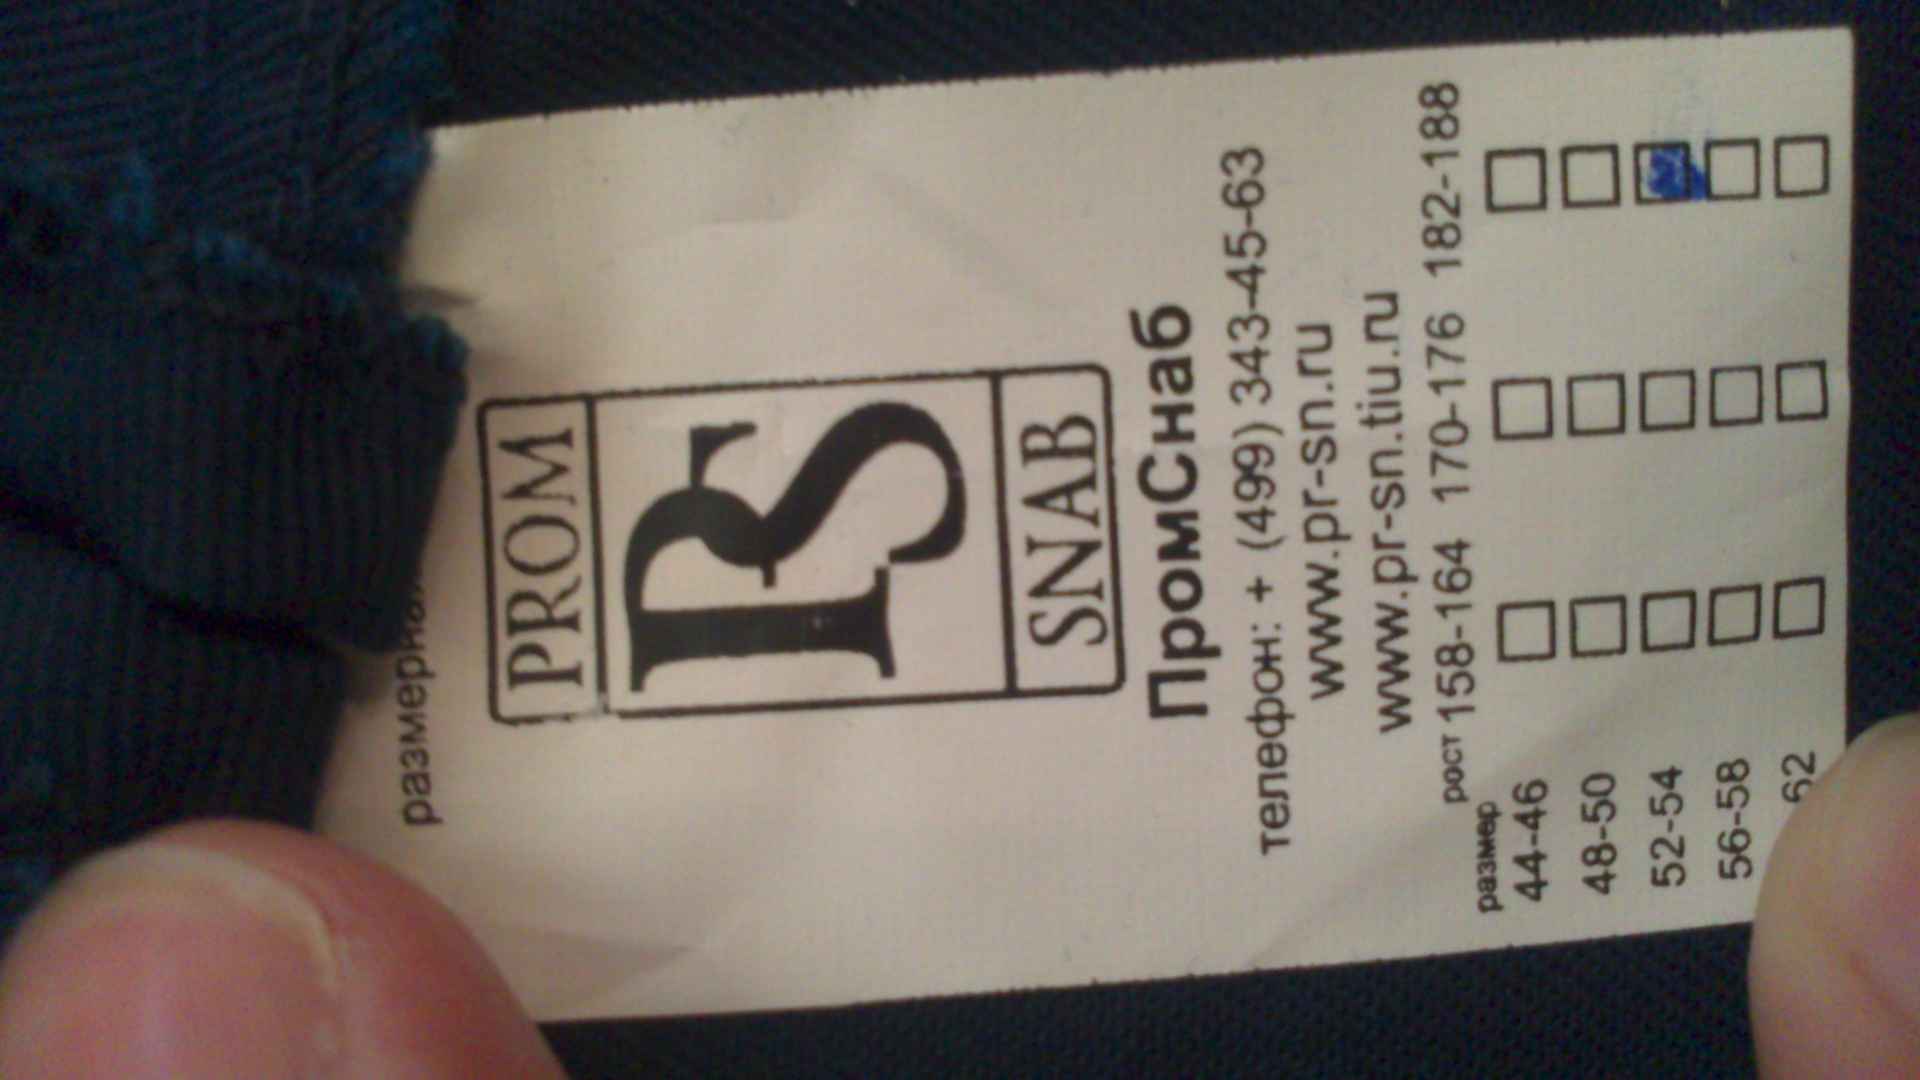 PROM
PS
SNAB
ПромСнаб
телефон: + (499) 343-45-63
www.pr-sn.ru
www.pr-sn.tiu.ru
рост 158-164 170-176 182-188
размер
44-46
48-50
52-54
56-58
62